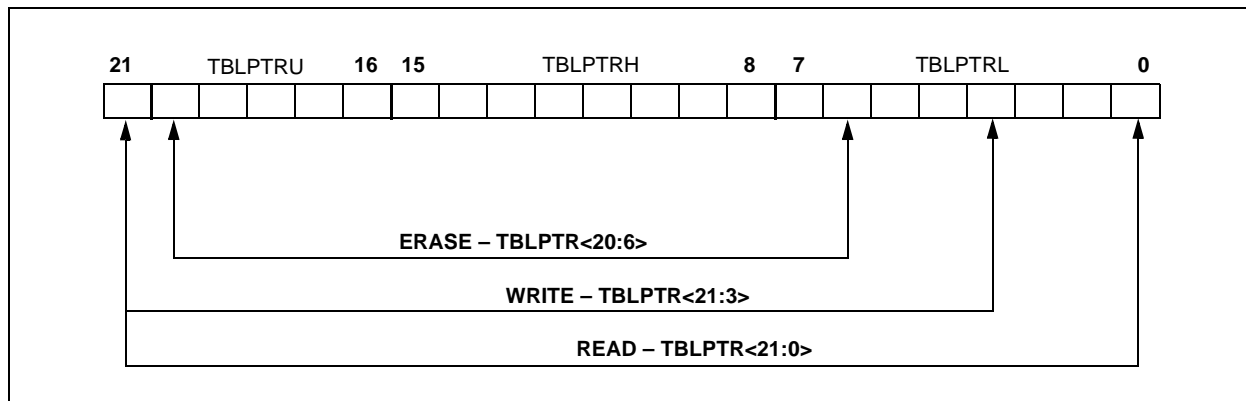 21 TBLPTRU 16 15 TBLPTRH 8 7 TBLPTRL 0
ERASE – TBLPTR<20:6>
WRITE – TBLPTR<21:3>
READ – TBLPTR<21:0>